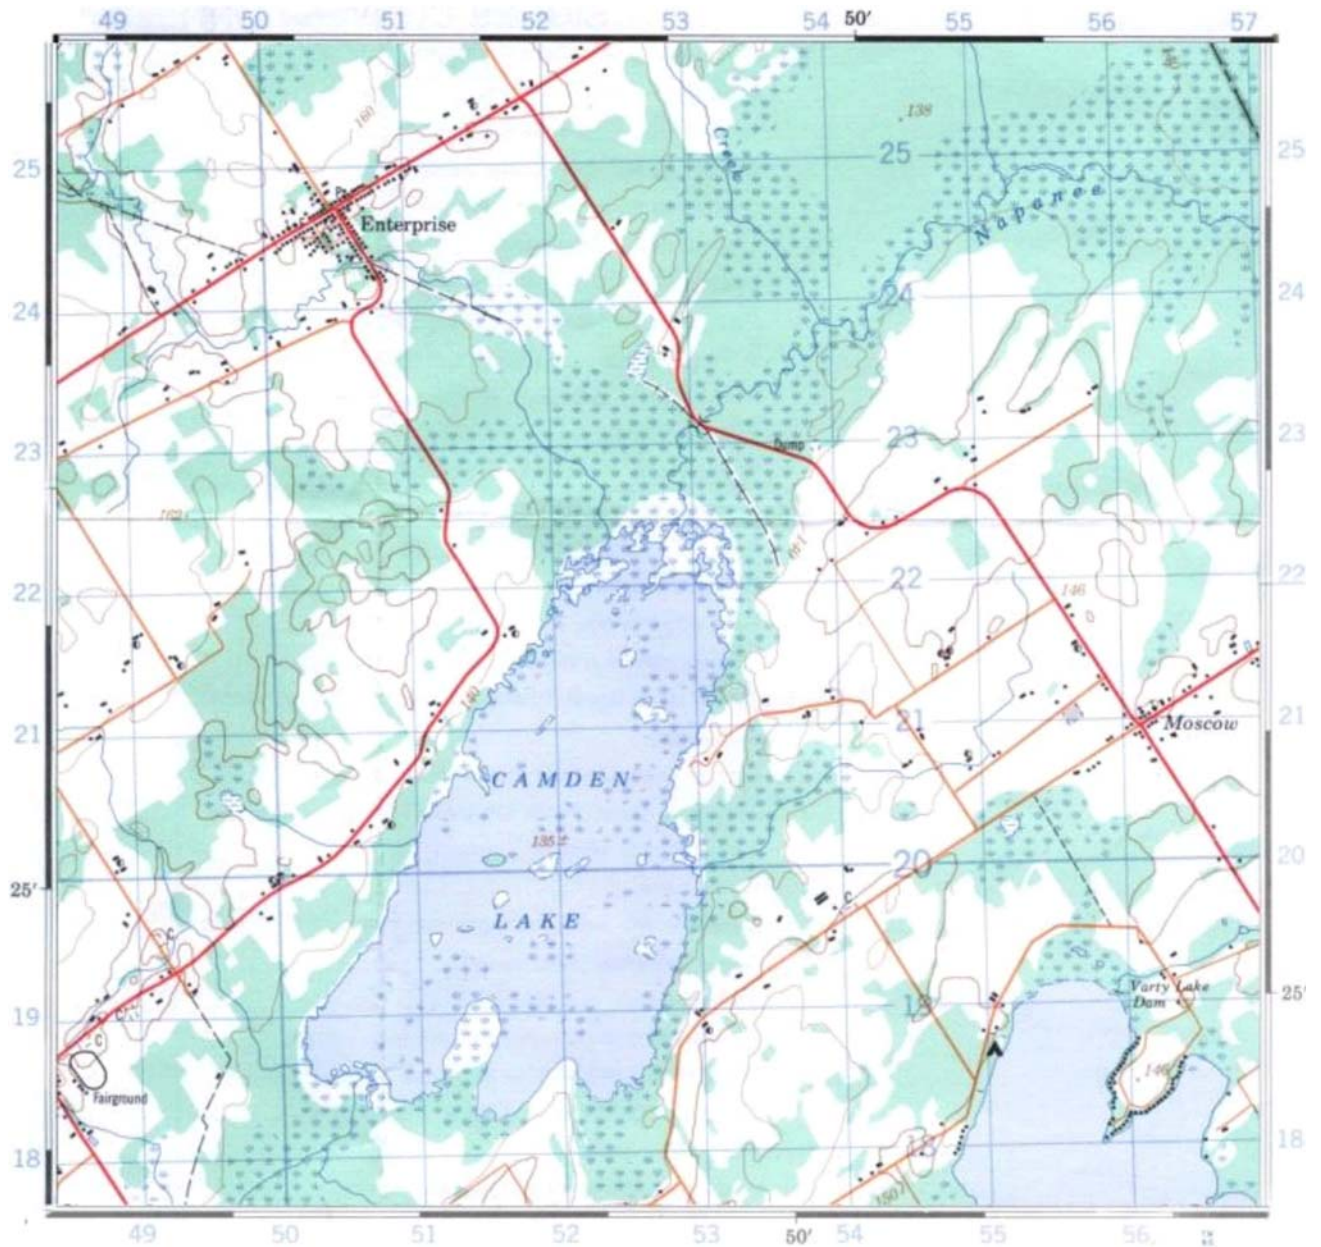 49 50 51 52 53 54 50′ 55 56 57
160
138
Creek
25 25 25
Napanee
Enterprise
24 24 24
23 23 23
Dump
162
22 22 22
146
140
21 21 21
Moscow
CAMDEN
135±
20 20
25′
LAKE
C
C
C
C
C
Varty Lake
Dam
25′
19 19
146
Fairground
18 18 18
150
49 50 51 52 53 50′ 54 55 56